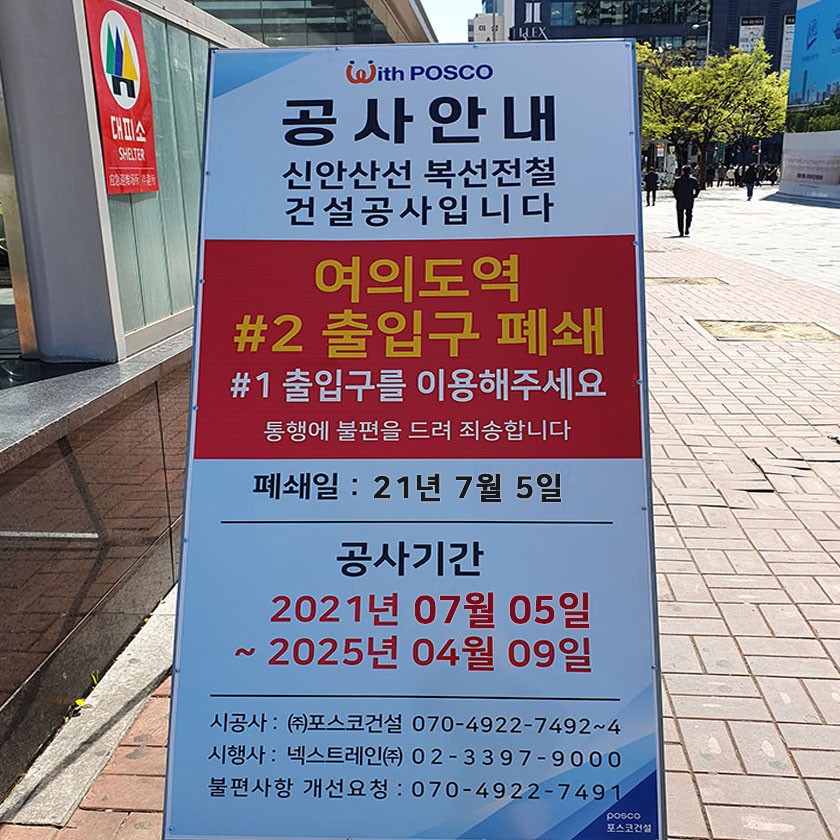 with POSCO
공사안내
신안산선 복선전철
건설공사입니다
여의도역
#2 출입구 폐쇄
#1 출입구를 이용해주세요
통행에 불편을 드려 죄송합니다
폐쇄일 : 21년 7월 5일
공사기간
2021년 07월 05일
~ 2025년 04월 09일
시공사 : ㈜포스코건설 070-4922-7492~4
시행사 : 넥스트레인㈜ 02-3397-9000
불편사항 개선요청 : 070-4922-7491
posco
포스코건설
대피소
SHELTER